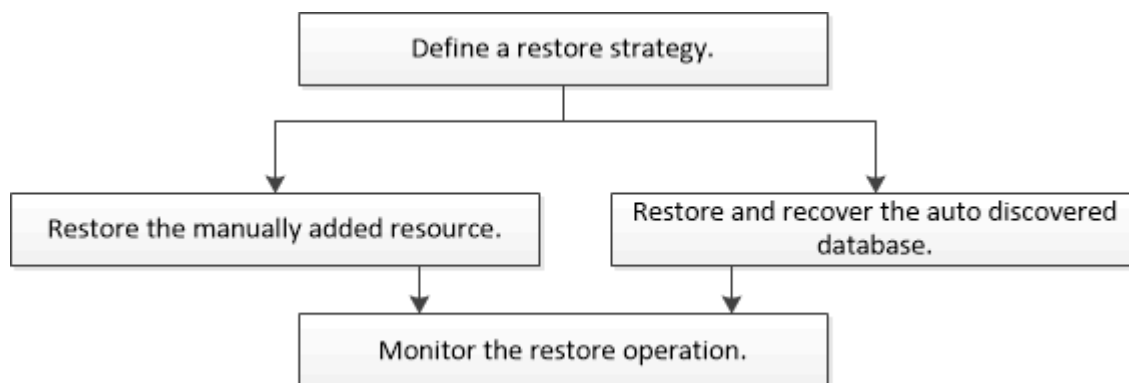 Define a restore strategy.
Restore the manually added resource.
Restore and recover the auto discovered
database.
Monitor the restore operation.